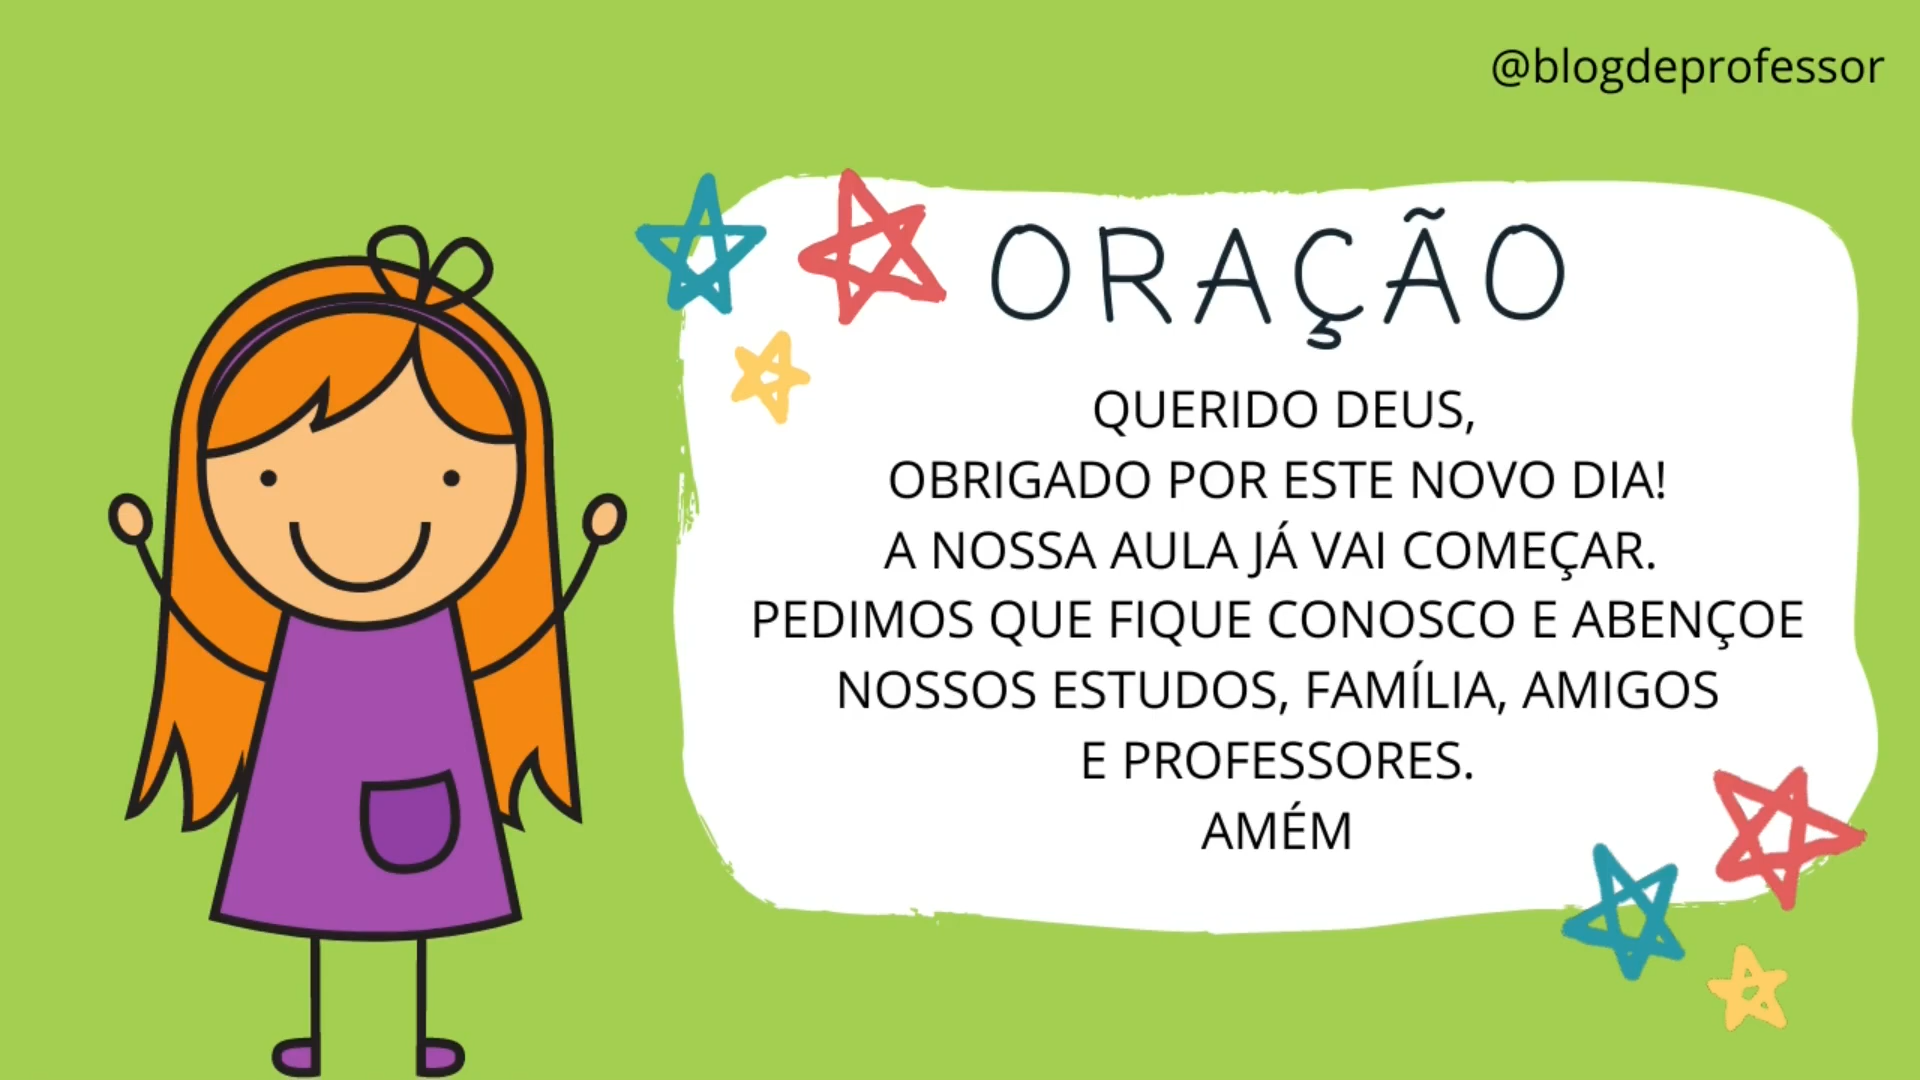 @blogdeprofessor
ORAÇÃO
QUERIDO DEUS,
OBRIGADO POR ESTE NOVO DIA!
A NOSSA AULA JÁ VAI COMEÇAR.
PEDIMOS QUE FIQUE CONOSCO E ABENÇOE
NOSSOS ESTUDOS, FAMÍLIA, AMIGOS
E PROFESSORES.
AMÉM